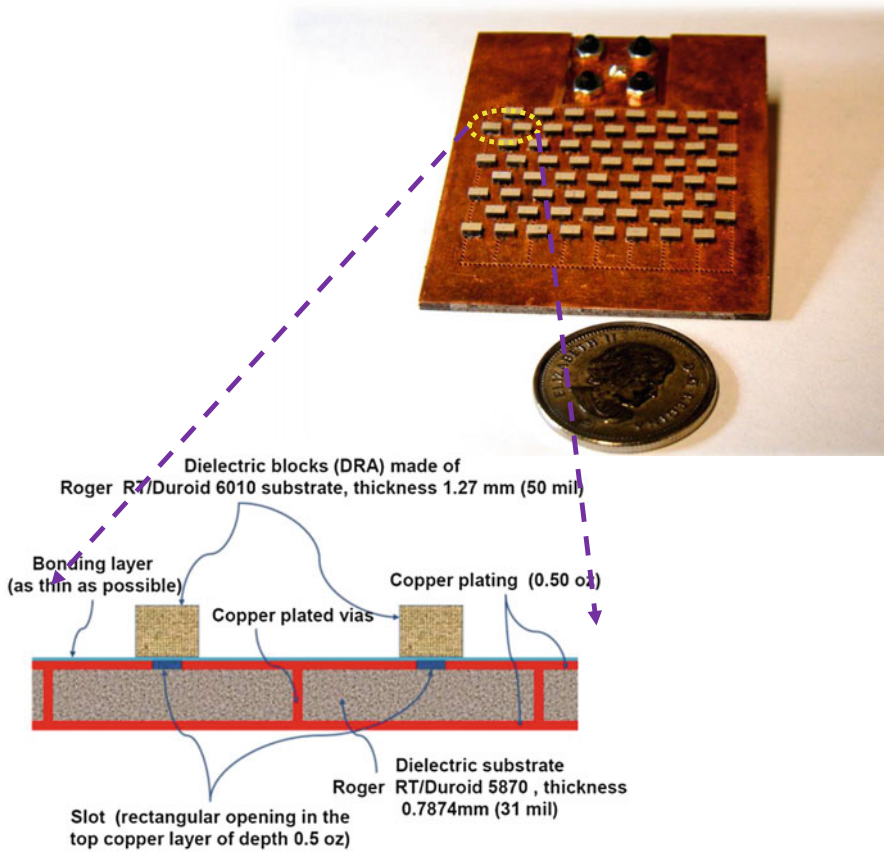 ELIZABETH II
Dielectric blocks (DRA) made of
Roger RT/Duroid 6010 substrate, thickness 1.27 mm (50 mil)
Bonding layer
(as thin as possible)
Copper plated vias
Copper plating (0.50 oz)
Dielectric substrate
Roger RT/Duroid 5870 , thickness
0.7874mm (31 mil)
Slot (rectangular opening in the
top copper layer of depth 0.5 oz)